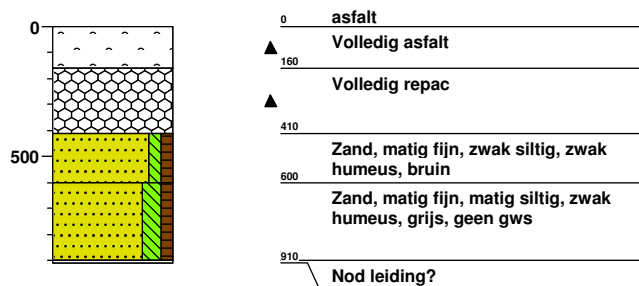 0
500
0 asfalt
Volledig asfalt
160
Volledig repac
410
Zand, matig fijn, zwak siltig, zwak
humeus, bruin
600
Zand, matig fijn, matig siltig, zwak
humeus, grijs, geen gws
910
Nod leiding?